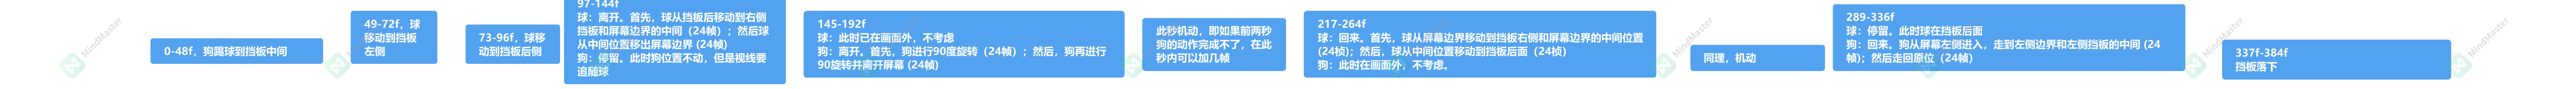 0-48f，狗踢球到挡板中间
49-72f，球
移动到挡板
左侧
73-96f，球移
动到挡板后侧
97-144f
球：离开。首先，球从挡板后移动到右侧
挡板和屏幕边界的中间（24帧）；然后球
从中间位置移出屏幕边界 (24帧)
狗：停留。此时狗位置不动，但是视线要
追随球
145-192f
球：此时已在画面外，不考虑
狗：离开。首先，狗进行90度旋转（24帧）；然后，狗再进行
90旋转并离开屏幕 (24帧)
此秒机动，即如果前两秒
狗的动作完成不了，在此
秒内可以加几帧
217-264f
球：回来。首先，球从屏幕边界移动到挡板右侧和屏幕边界的中间位置
(24桢)；然后，球从中间位置移动到挡板后面（24桢）
狗：此时在画面外，不考虑。
同理，机动
289-336f
球：停留。此时球在挡板后面
狗：回来。狗从屏幕左侧进入，走到左侧边界和左侧挡板的中间 (24
帧)；然后走回原位（24帧）
337f-384f
挡板落下
MindMaster
MindMaster
MindMaster
MindMaster
MindMaster